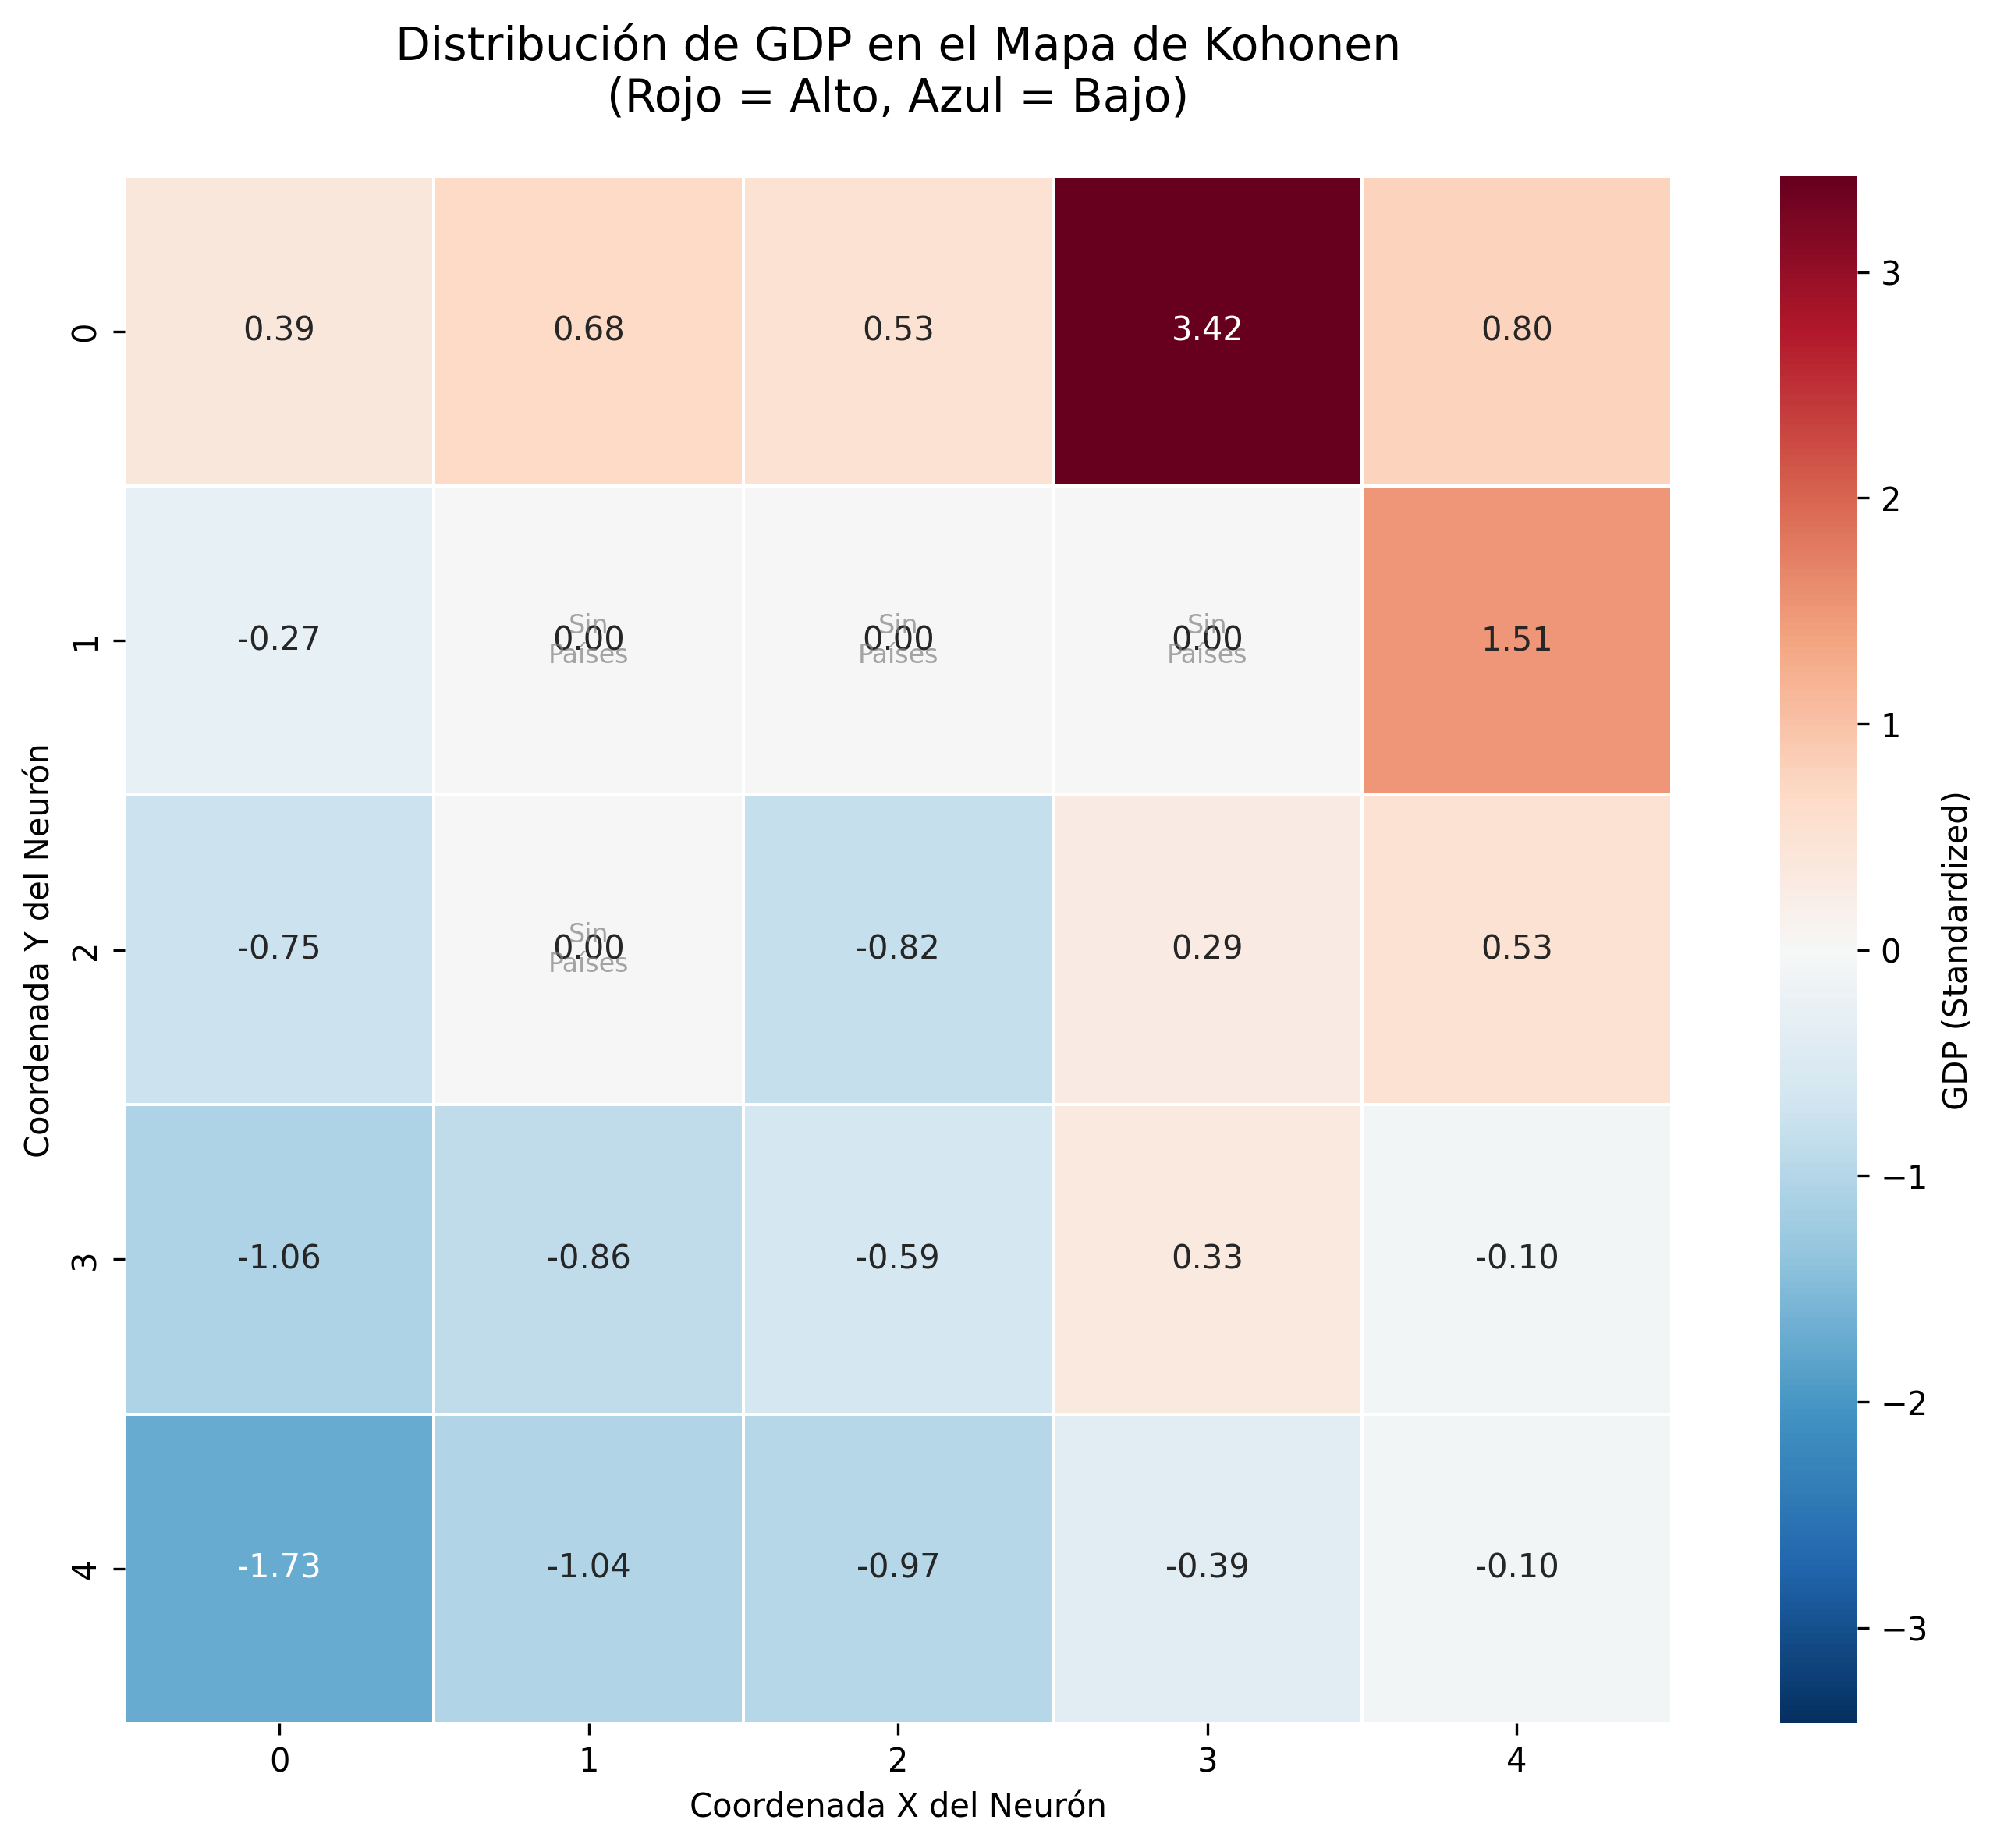 Distribución de GDP en el Mapa de Kohonen
(Rojo = Alto, Azul = Bajo)
0.39 0.68 0.53 3.42 0.80
-0.27 0.00 0.00 0.00 1.51
Sin Sin Sin
Países Países Países
-0.75 0.00 -0.82 0.29 0.53
Sin
Países
-1.06 -0.86 -0.59 0.33 -0.10
-1.73 -1.04 -0.97 -0.39 -0.10
0
1
2
3
4
Coordenada Y del Neurón
0 1 2 3 4
Coordenada X del Neurón
3
2
1
0
−1
−2
−3
GDP (Standardized)